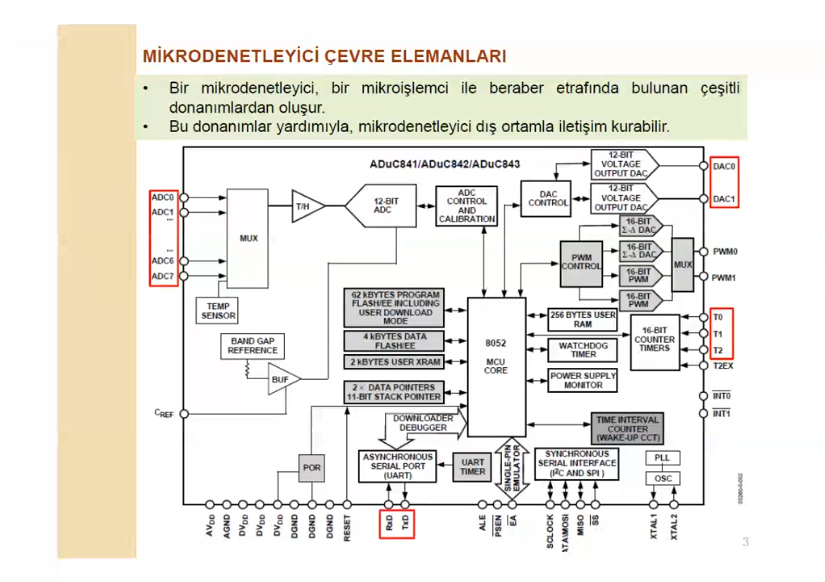 MİKRODENETLEYİCİ ÇEVRE ELEMANLARI
• Bir mikrodenetleyici, bir mikroişlemci ile beraber etrafında bulunan çeşitli
donanımlardan oluşur.
• Bu donanımlar yardımıyla, mikrodenetleyici dış ortamla iletişim kurabilir.
ADuC841/ADuC842/ADuC843
ADC0
ADC1
ADC6
ADC7
MUX
T/H
12-BIT
ADC
ADC
CONTROL
AND
CALIBRATION
DAC
CONTROL
12-BIT
VOLTAGE
OUTPUT DAC
12-BIT
VOLTAGE
OUTPUT DAC
DAC0
DAC1
PWM
CONTROL
16-BIT
Σ-Δ DAC
16-BIT
Σ-Δ DAC
16-BIT
PWM
16-BIT
PWM
MUX
PWM0
PWM1
TEMP
SENSOR
BAND GAP
REFERENCE
BUF
CREF
62 kBYTES PROGRAM
FLASH/EE INCLUDING
USER DOWNLOAD
MODE
4 kBYTES DATA
FLASH/EE
2 kBYTES USER XRAM
2 × DATA POINTERS
11-BIT STACK POINTER
8052
MCU
CORE
256 BYTES USER
RAM
WATCHDOG
TIMER
POWER SUPPLY
MONITOR
16-BIT
COUNTER
TIMERS
T0
T1
T2
T2EX
INT0
INT1
DOWNLOADER
DEBUGGER
TIME INTERVAL
COUNTER
(WAKE-UP CCT)
POR
ASYNCHRONOUS
SERIAL PORT
(UART)
UART
TIMER
SINGLE-PIN
EMULATOR
SYNCHRONOUS
SERIAL INTERFACE
(I2C AND SPI )
PLL
OSC
AVDD
AGND
DVDD
DVDD
DVDD
DGND
DGND
DGND
RESET
RxD
TxD
ALE
PSEN
EA
SCLOCK
ATA\MOSI
MISO
SS
XTAL1
XTAL2
3